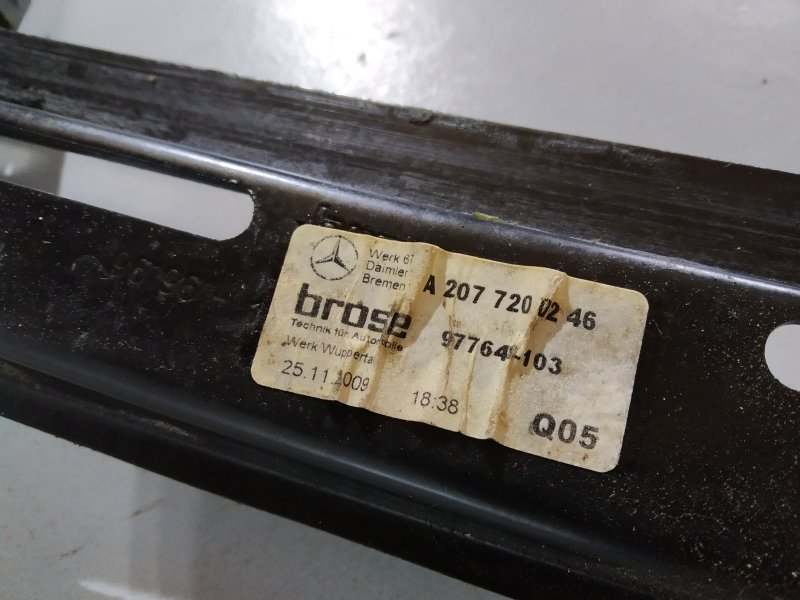 Werk 67
Daimler
Bremen
A 207 720 02 46
brose
Technik für Automobile
Werk Wuppertal
97764 -103
25.11.2009
18:38
Q05